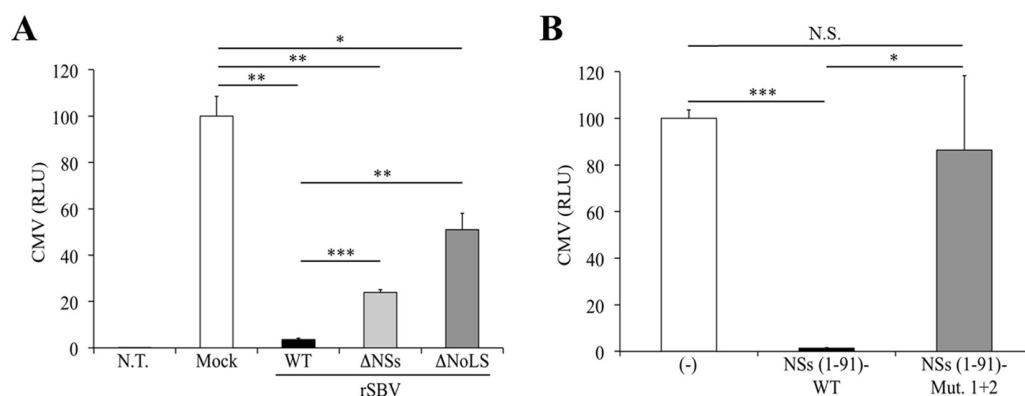 A
*
**
**
120
100
80
60
40
20
0
CMV (RLU)
**
***
N.T.
Mock
WT
ΔNSs
ΔNoLS
rSBV
B
N.S.
*
***
120
100
80
60
40
20
0
CMV (RLU)
(-)
NSs (1-91)-
WT
NSs (1-91)-
Mut. 1+2